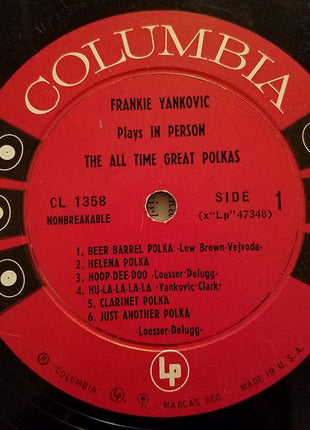 COLUMBIA
FRANKIE YANKOVIC
Plays IN PERSON
THE ALL TIME GREAT POLKAS
CL 1358
NONBREAKABLE
SIDE 1
(x"Lp" 47348)
1. BEER BARREL POLKA -Lew Brown-Vejvoda-
2. HELENA POLKA
3. HOOP-DEE-DOO -Loesser-Delugg-
4. HU-LA-LA-LA-LA -Yankovic-Clark-
5. CLARINET POLKA
6. JUST ANOTHER POLKA
-Loesser-Delugg-
Lp
® "COLUMBIA" Lp MARCAS REG. MADE IN U.S.A.